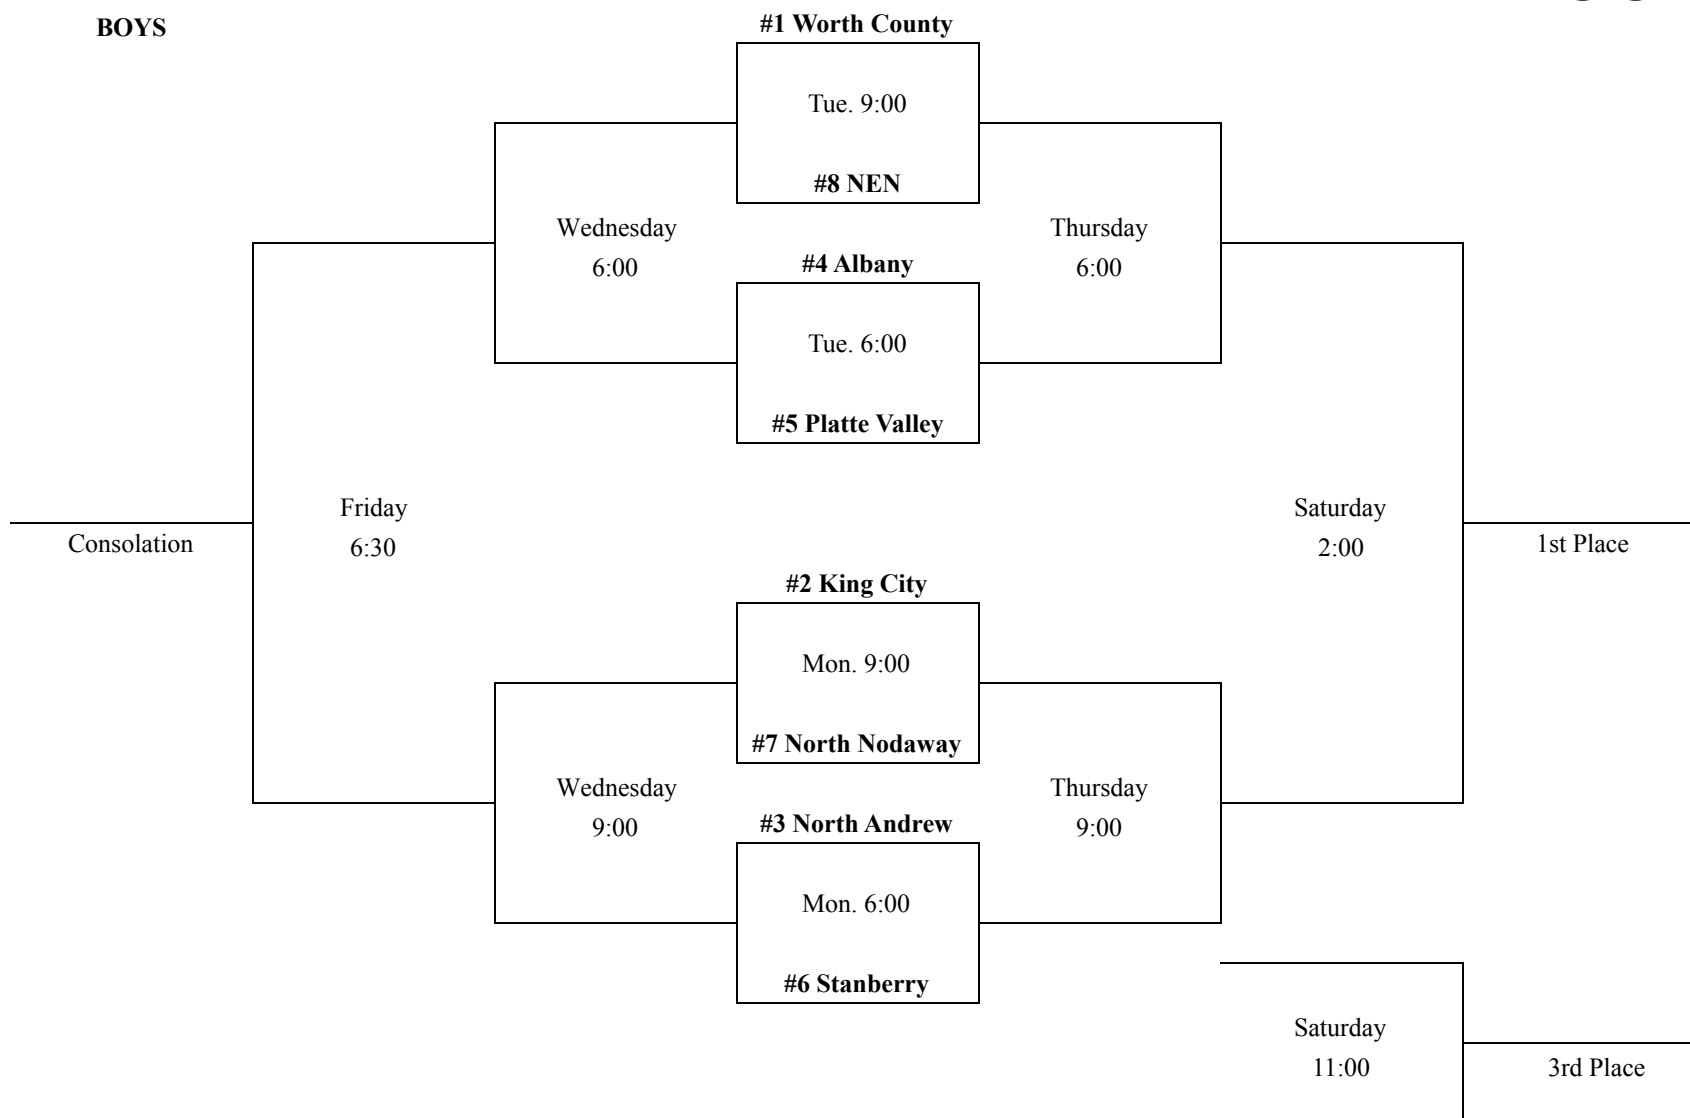 BOYS
#1 Worth County
Tue. 9:00
#8 NEN
Wednesday
6:00
Thursday
6:00
#4 Albany
Tue. 6:00
#5 Platte Valley
Friday
6:30
Consolation
Saturday
2:00
1st Place
#2 King City
Mon. 9:00
#7 North Nodaway
Wednesday
9:00
Thursday
9:00
#3 North Andrew
Mon. 6:00
#6 Stanberry
Saturday
11:00
3rd Place